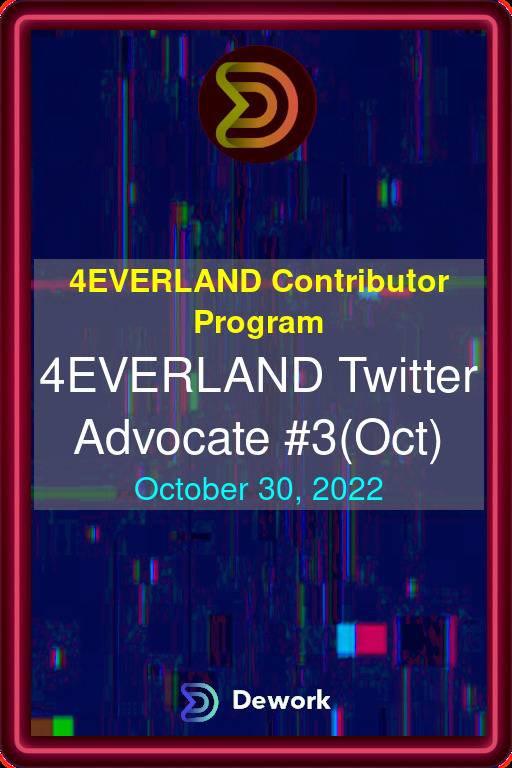 4EVERLAND Contributor
Program
4EVERLAND Twitter
Advocate #3(Oct)
October 30, 2022
Dework